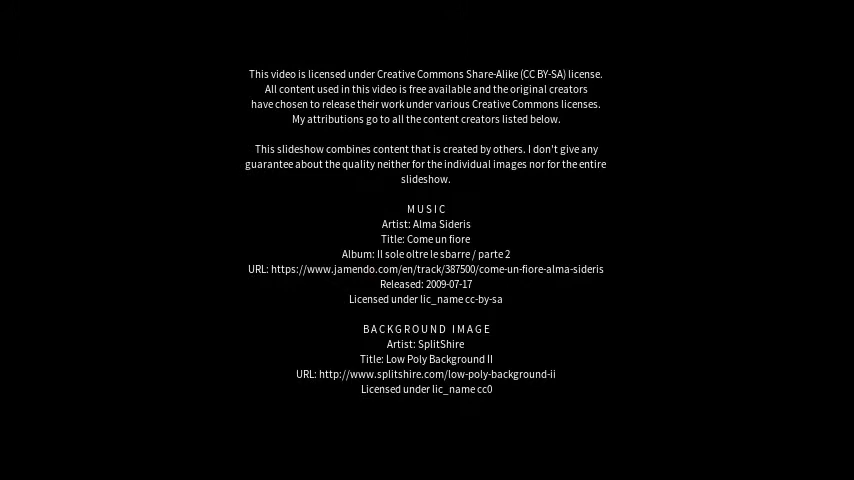 This video is licensed under Creative Commons Share-Alike (CC BY-SA) license.
All content used in this video is free available and the original creators
have chosen to release their work under various Creative Commons licenses.
My attributions go to all the content creators listed below.
This slideshow combines content that is created by others. I don't give any
guarantee about the quality neither for the individual images nor for the entire
slideshow.
MUSIC
Artist: Alma Sideris
Title: Come un fiore
Album: Il sole oltre le sbarre / parte 2
URL: https://www.jamendo.com/en/track/387500/come-un-fiore-alma-sideris
Released: 2009-07-17
Licensed under lic_name cc-by-sa
BACKGROUND IMAGE
Artist: SplitShire
Title: Low Poly Background II
URL: http://www.splitshire.com/low-poly-background-ii
Licensed under lic_name cc0